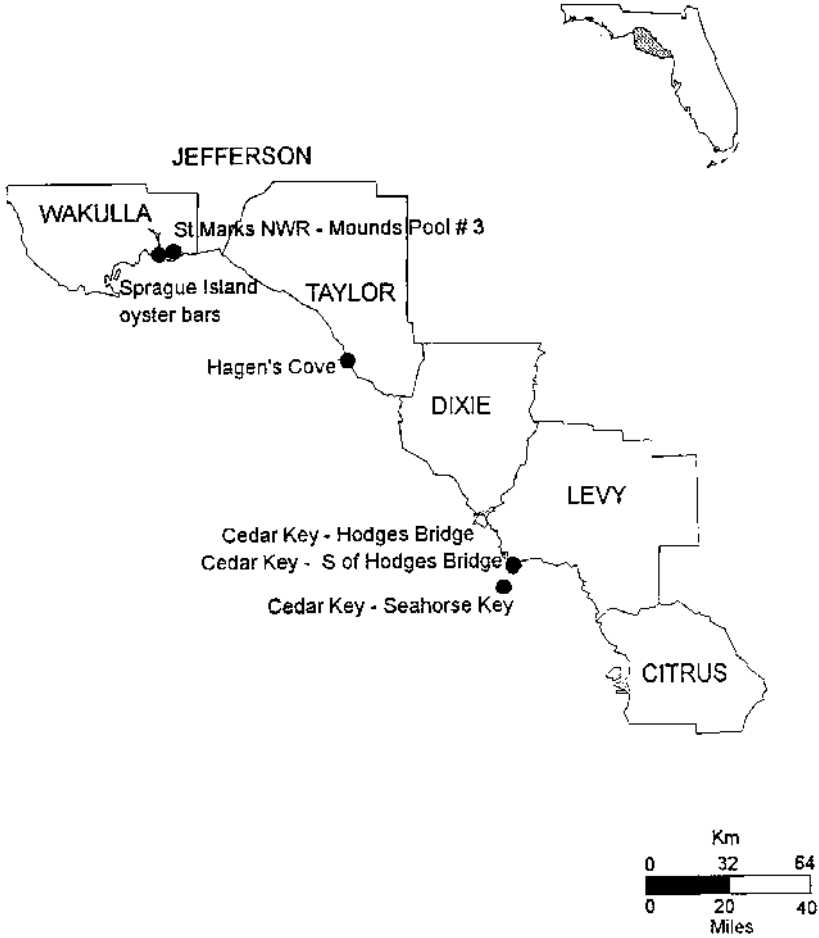 JEFFERSON
WAKULLA
St Marks NWR - Mounds Pool # 3
Sprague Island
oyster bars
TAYLOR
Hagen's Cove
DIXIE
LEVY
Cedar Key - Hodges Bridge
Cedar Key - S of Hodges Bridge
Cedar Key - Seahorse Key
CITRUS
Km
0 32 64
0 20 40
Miles